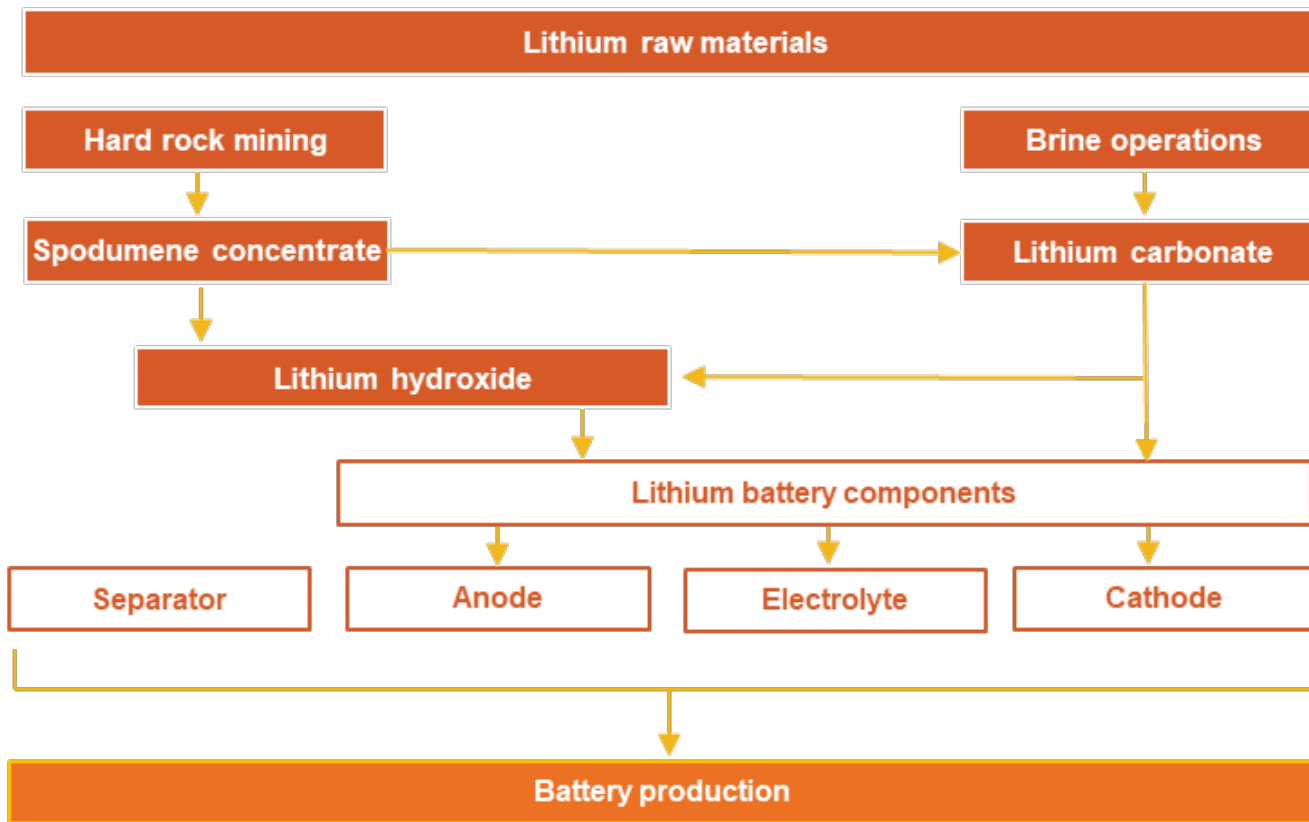 Lithium raw materials
Hard rock mining
Brine operations
Spodumene concentrate
Lithium carbonate
Lithium hydroxide
Lithium battery components
Separator
Anode
Electrolyte
Cathode
Battery production